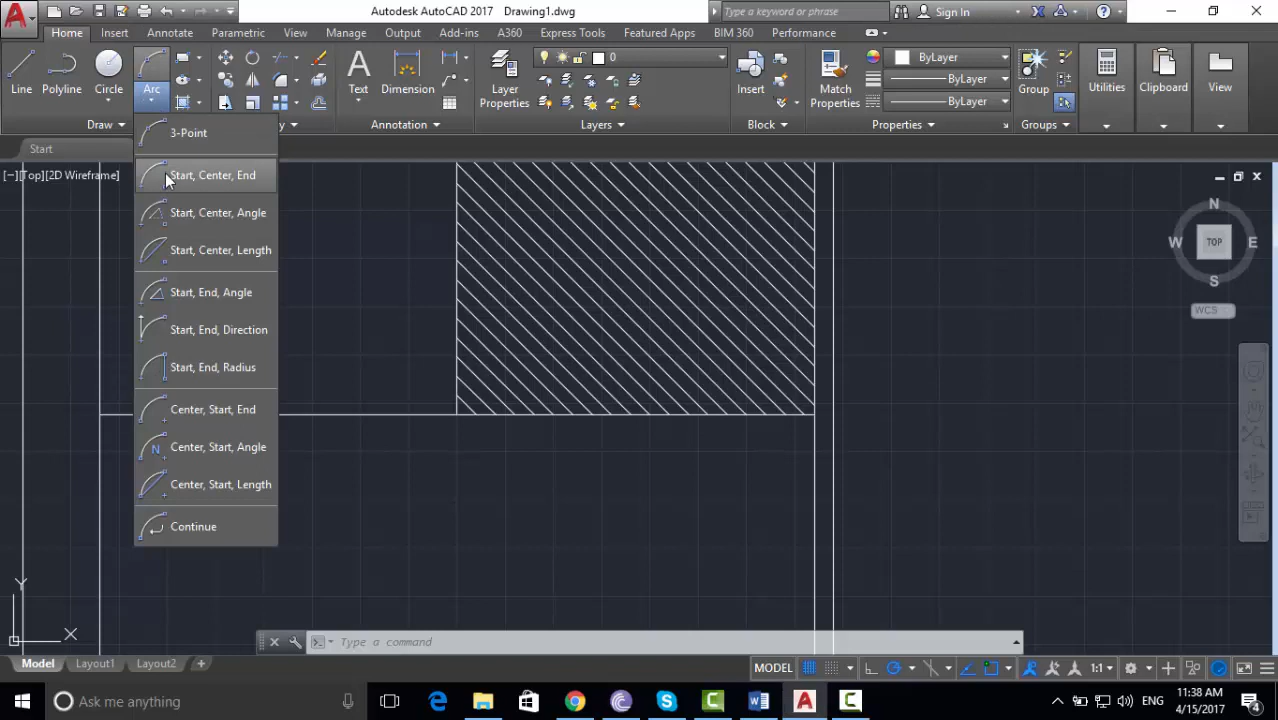 Autodesk AutoCAD 2017 Drawing1.dwg
Type a keyword or phrase
Sign In
Home Insert Annotate Parametric View Manage Output Add-ins A360 Express Tools Featured Apps BIM 360 Performance
Line
Polyline
Circle
Arc
Text
Dimension
Layer
Properties
0
Insert
Match
Properties
ByLayer
ByLayer
ByLayer
Group
Utilities
Clipboard
View
Draw
Annotation
Layers
Block
Properties
Groups
Start
[−][Top][2D Wireframe]
3-Point
Start, Center, End
Start, Center, Angle
Start, Center, Length
Start, End, Angle
Start, End, Direction
Start, End, Radius
Center, Start, End
Center, Start, Angle
Center, Start, Length
Continue
N
W TOP E
S
WCS
Y
X
Type a command
Model Layout1 Layout2
MODEL
1:1
Ask me anything
ENG
11:38 AM
4/15/2017
4